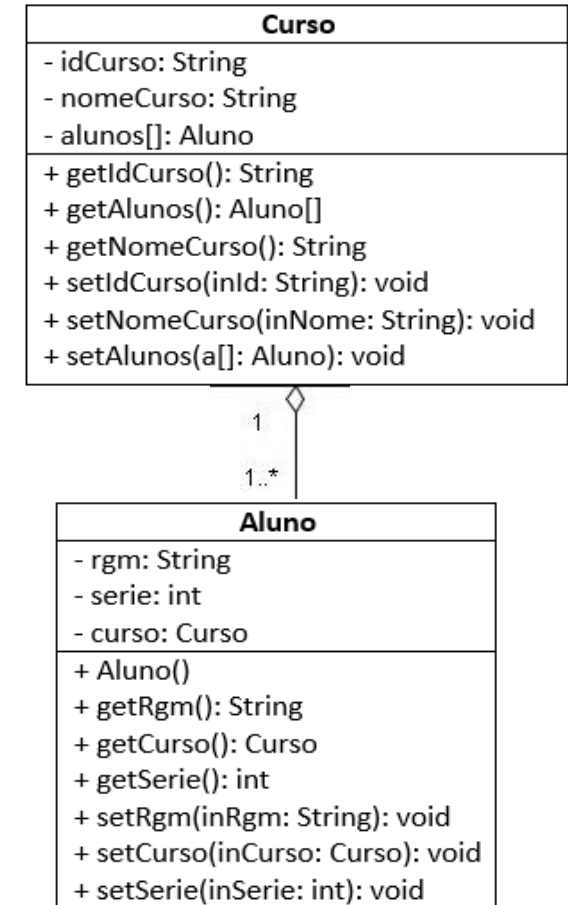 Curso
- idCurso: String
- nomeCurso: String
- alunos[]: Aluno
+ getIdCurso(): String
+ getAlunos(): Aluno[]
+ getNomeCurso(): String
+ setIdCurso(inId: String): void
+ setNomeCurso(inNome: String): void
+ setAlunos(a[]: Aluno): void
1
1..*
Aluno
- rgm: String
- serie: int
- curso: Curso
+ Aluno()
+ getRgm(): String
+ getCurso(): Curso
+ getSerie(): int
+ setRgm(inRgm: String): void
+ setCurso(inCurso: Curso): void
+ setSerie(inSerie: int): void